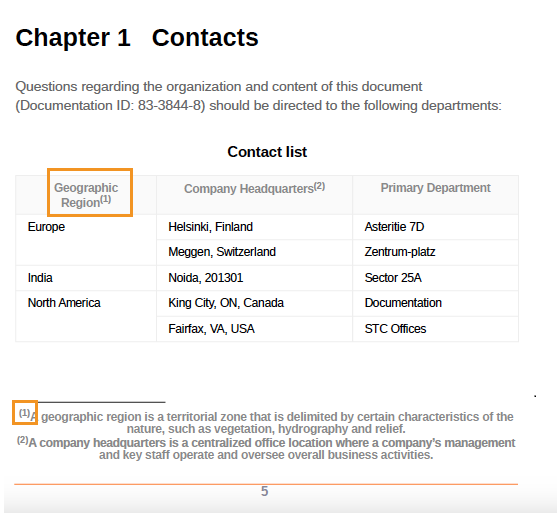 Chapter 1 Contacts
Questions regarding the organization and content of this document
(Documentation ID: 83-3844-8) should be directed to the following departments:
Contact list
Geographic Region(1) Company Headquarters(2) Primary Department
Europe Helsinki, Finland Asteritie 7D
Meggen, Switzerland Zentrum-platz
India Noida, 201301 Sector 25A
North America King City, ON, Canada Documentation
Fairfax, VA, USA STC Offices
.
(1)A geographic region is a territorial zone that is delimited by certain characteristics of the
nature, such as vegetation, hydrography and relief.
(2)A company headquarters is a centralized office location where a company's management
and key staff operate and oversee overall business activities.
5